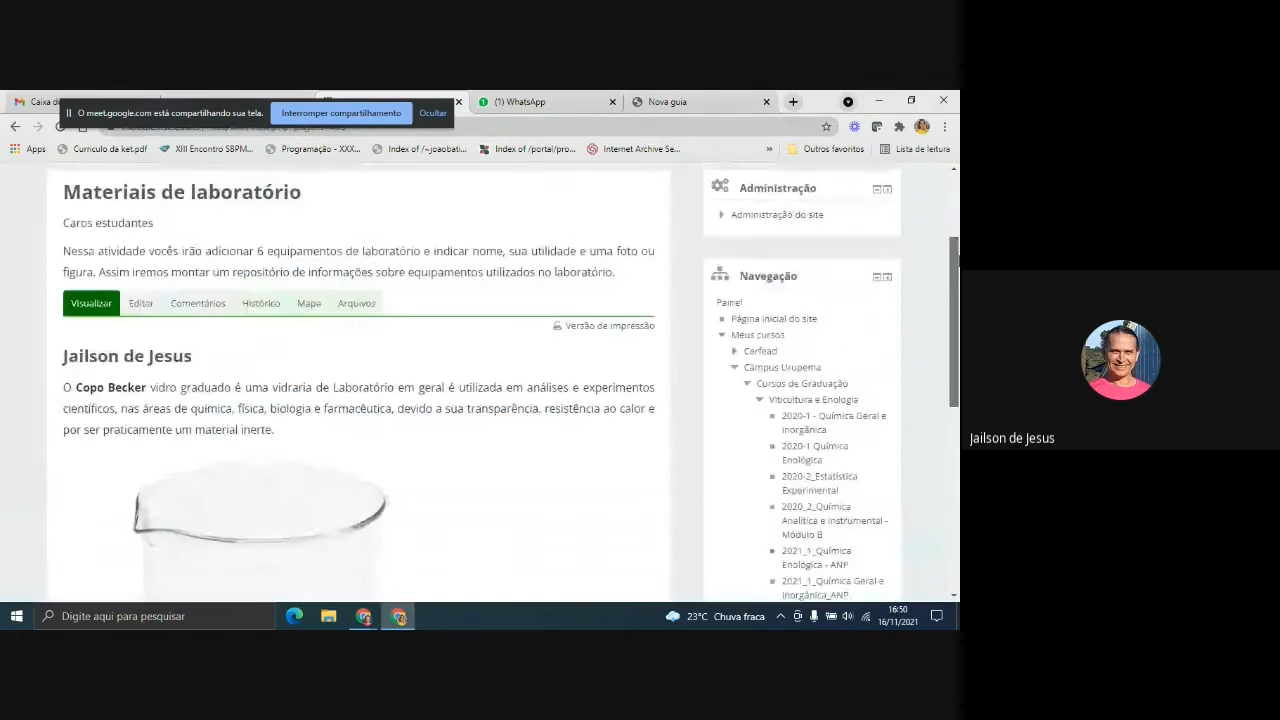 Caixa de
(1) WhatsApp
Nova guia
O meet.google.com está compartilhando sua tela.
Interromper compartilhamento
Ocultar
Apps
Curriculo da ket.pdf
XIII Encontro SBPM...
Programação - XXX...
Index of /~joaobati...
Index of /portal/pro...
Internet Archive Se...
»
Outros favoritos
Lista de leitura
Materiais de laboratório
Caros estudantes
Nessa atividade vocês irão adicionar 6 equipamentos de laboratório e indicar nome, sua utilidade e uma foto ou
figura. Assim iremos montar um repositório de informações sobre equipamentos utilizados no laboratório.
Visualizar
Editar
Comentários
Histórico
Mapa
Arquivos
Versão de impressão
Jailson de Jesus
O Copo Becker vidro graduado é uma vidraria de Laboratório em geral é utilizada em análises e experimentos
científicos, nas áreas de química, física, biologia e farmacêutica, devido a sua transparência, resistência ao calor e
por ser praticamente um material inerte.
Administração
Administração do site
Navegação
Painel
Página inicial do site
Meus cursos
Cerfead
Câmpus Urupema
Cursos de Graduação
Viticultura e Enologia
2020-1 - Química Geral e
Inorgânica
2020-1 Química
Enológica
2020-2_Estatística
Experimental
2020_2_Química
Analítica e Instrumental -
Módulo B
2021_1_Química
Enológica - ANP
2021_1_Química Geral e
Inorgânica_ANP
Jailson de Jesus
Digite aqui para pesquisar
23°C Chuva fraca
16:50
16/11/2021